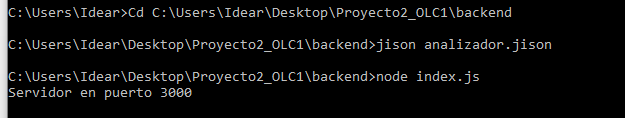 C:\Users\Idear>Cd C:\Users\Idear\Desktop\Proyecto2_OLC1\backend
C:\Users\Idear\Desktop\Proyecto2_OLC1\backend>jison analizador.jison
C:\Users\Idear\Desktop\Proyecto2_OLC1\backend>node index.js
Servidor en puerto 3000